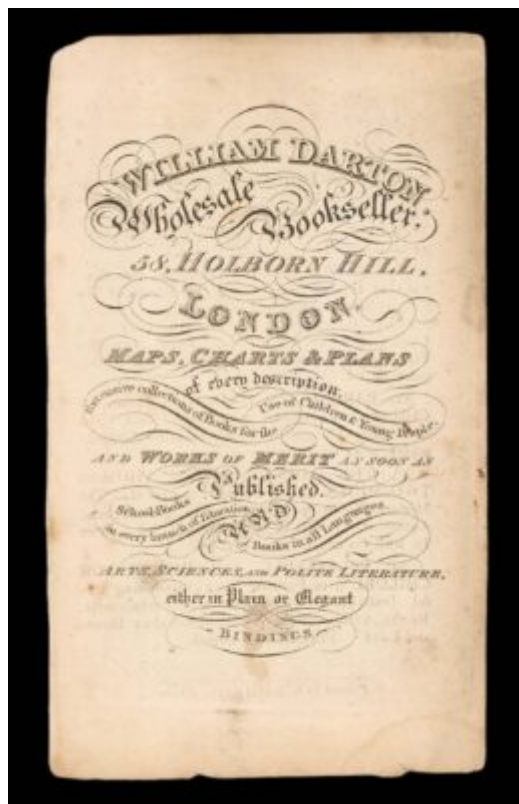 WILLIAM DARTON,
Wholesale Bookseller.
58, HOLBORN HILL,
LONDON.
MAPS, CHARTS & PLANS
of every description.
Extensive collections of Books for the Use of Children & Young People.
AND WORKS OF MERIT AS SOON AS
Published.
School-Books in every branch of Education
AND
Books in all Languages.
ARTS, SCIENCES, AND POLITE LITERATURE,
either in Plain or Elegant
BINDINGS